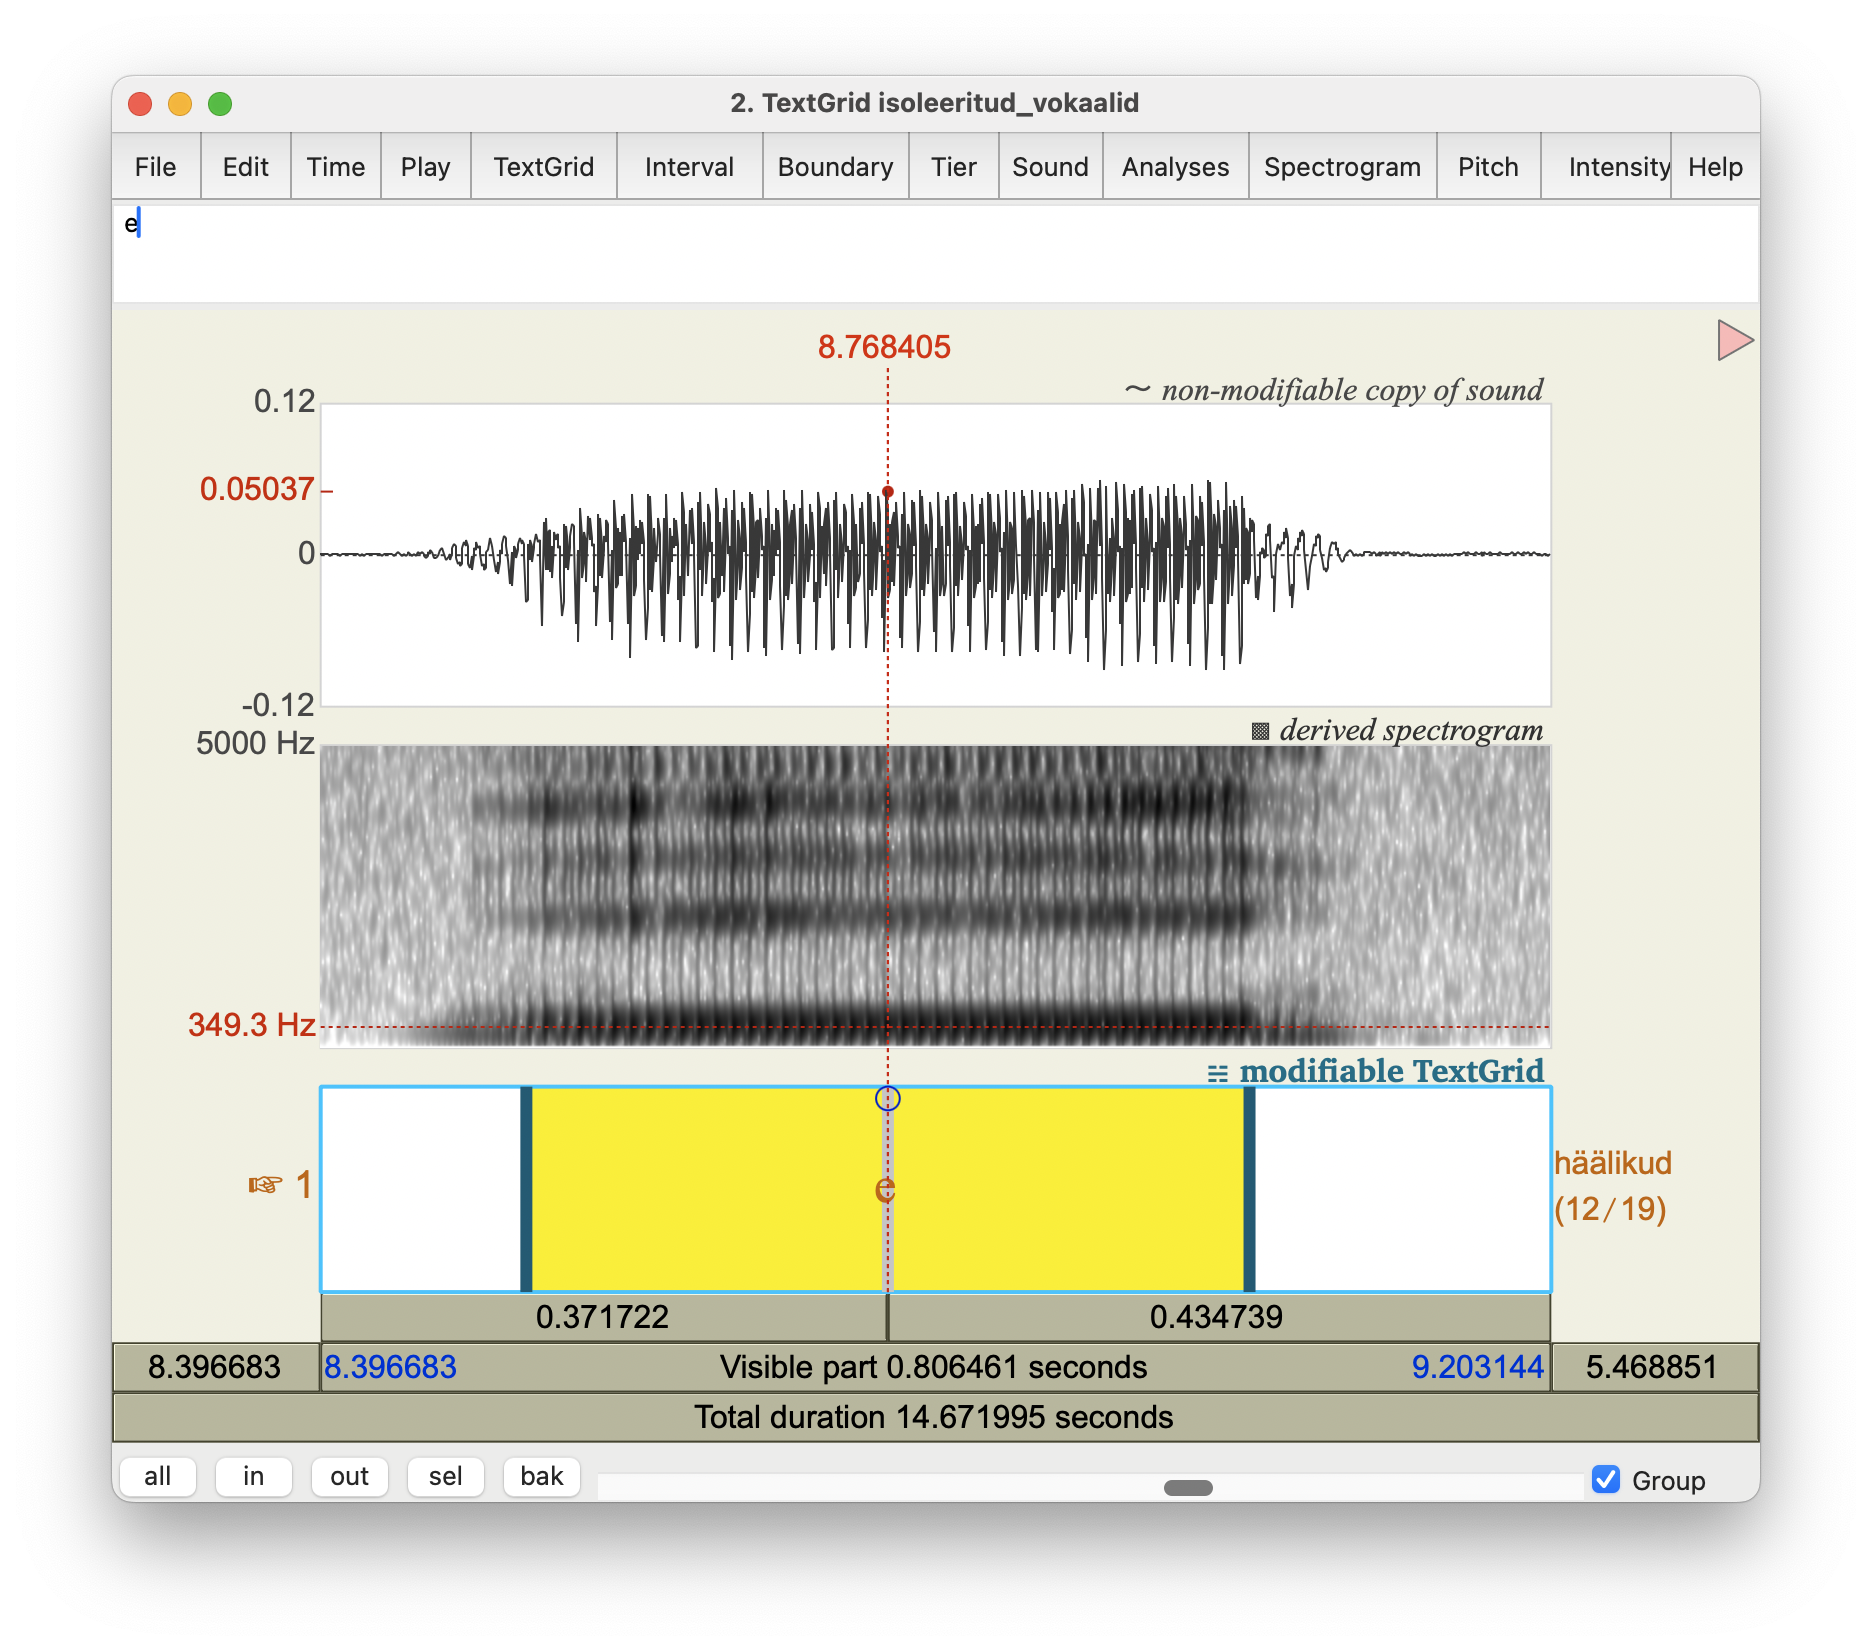 2. TextGrid isoleeritud_vokaalid
File Edit Time Play TextGrid Interval Boundary Tier Sound Analyses Spectrogram Pitch Intensity Help
e
8.768405
~ non-modifiable copy of sound
0.12
0.05037
0
-0.12
derived spectrogram
5000 Hz
349.3 Hz
modifiable TextGrid
☞ 1
e
häälikud
(12/19)
0.371722 0.434739
8.396683 8.396683 Visible part 0.806461 seconds 9.203144 5.468851
Total duration 14.671995 seconds
all in out sel bak Group